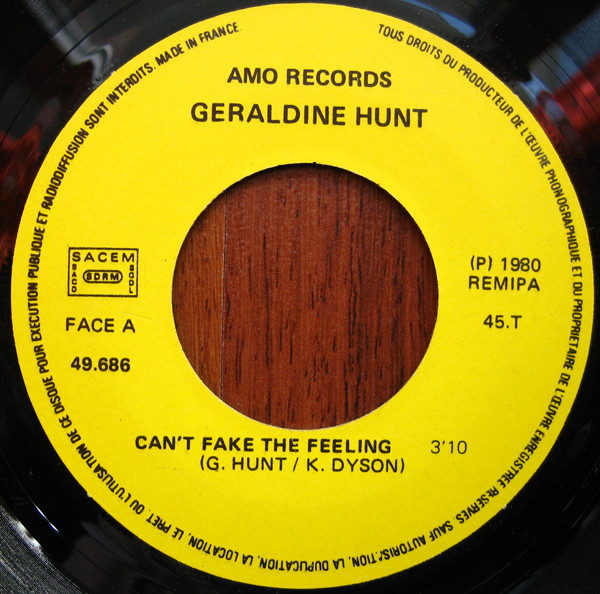 TOUS DROITS DU PRODUCTEUR DE L'ŒUVRE PHONOGRAPHIQUE ET DU PROPRIETAIRE DE L'ŒUVRE ENREGISTREE RESERVES. SAUF AUTORISATION, LA DUPLICATION, LA LOCATION, LE PRET, OU L'UTILISATION DE CE DISQUE POUR EXECUTION PUBLIQUE ET RADIODIFFUSION SONT INTERDITS. MADE IN FRANCE.
AMO RECORDS
GERALDINE HUNT
SACEM
SACD
SDRM
SGDL
(P) 1980
REMIPA
FACE A
45.T
49.686
CAN'T FAKE THE FEELING 3'10
(G. HUNT / K. DYSON)